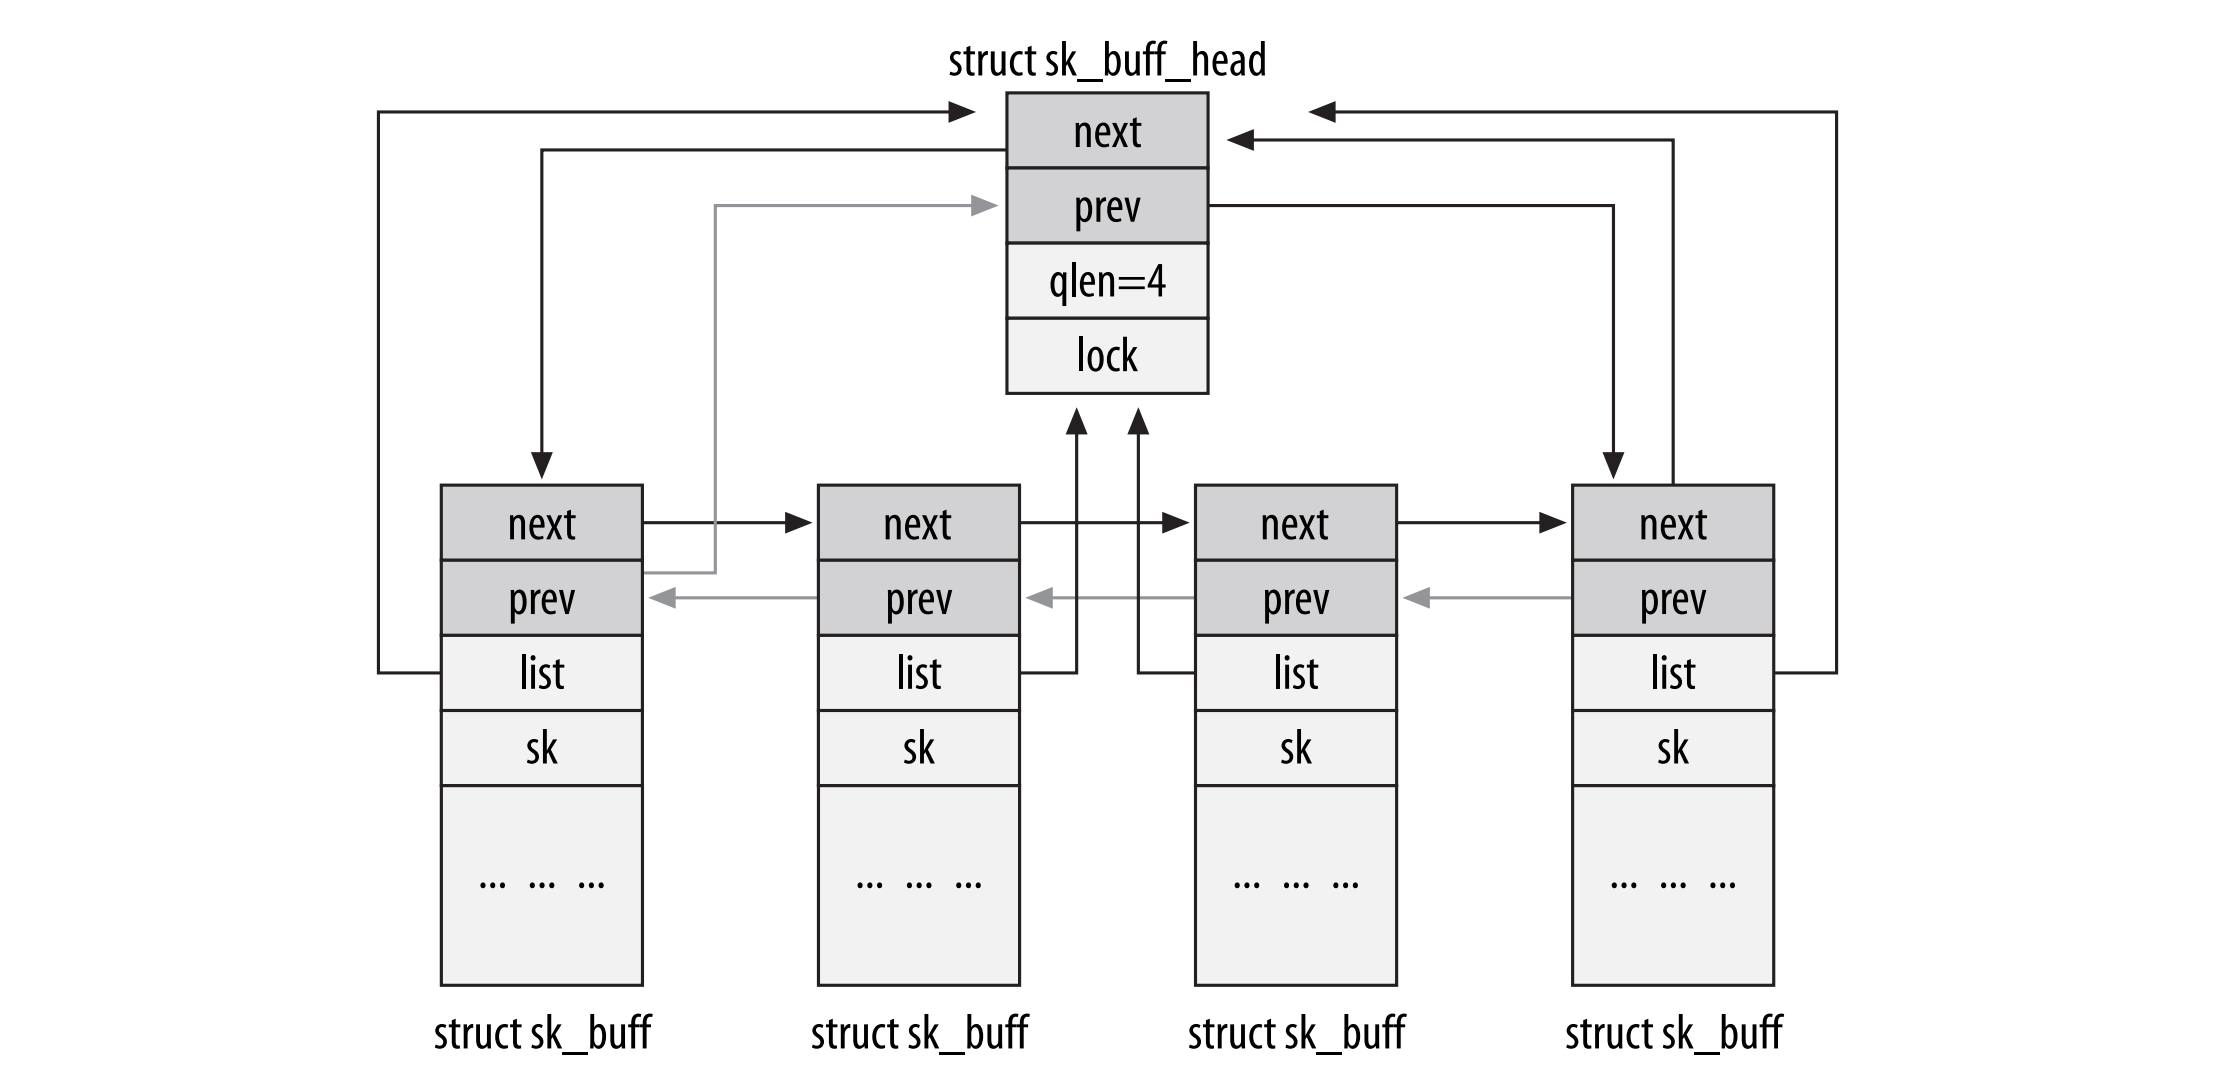 struct sk_buff_head
next
prev
qlen=4
lock
next
next
next
next
prev
prev
prev
prev
list
list
list
list
sk
sk
sk
sk
... ... ...
... ... ...
... ... ...
... ... ...
struct sk_buff
struct sk_buff
struct sk_buff
struct sk_buff